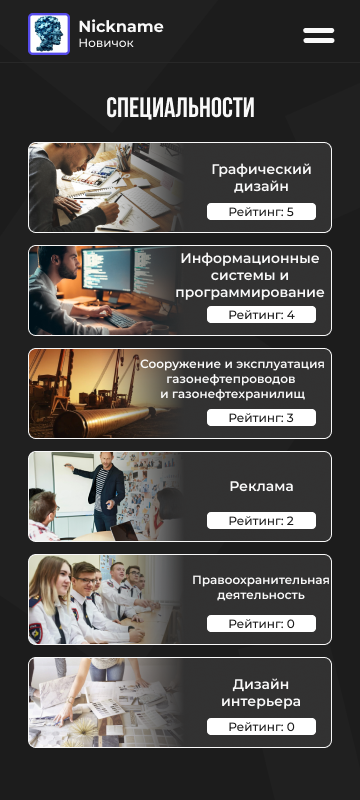 Nickname
Новичок
СПЕЦИАЛЬНОСТИ
Графический
дизайн
Рейтинг: 5
Информационные
системы и
программирование
Рейтинг: 4
Сооружение и эксплуатация
газонефтепроводов
и газонефтехранилищ
Рейтинг: 3
Реклама
Рейтинг: 2
Правоохранительная
деятельность
Рейтинг: 0
Дизайн
интерьера
Рейтинг: 0